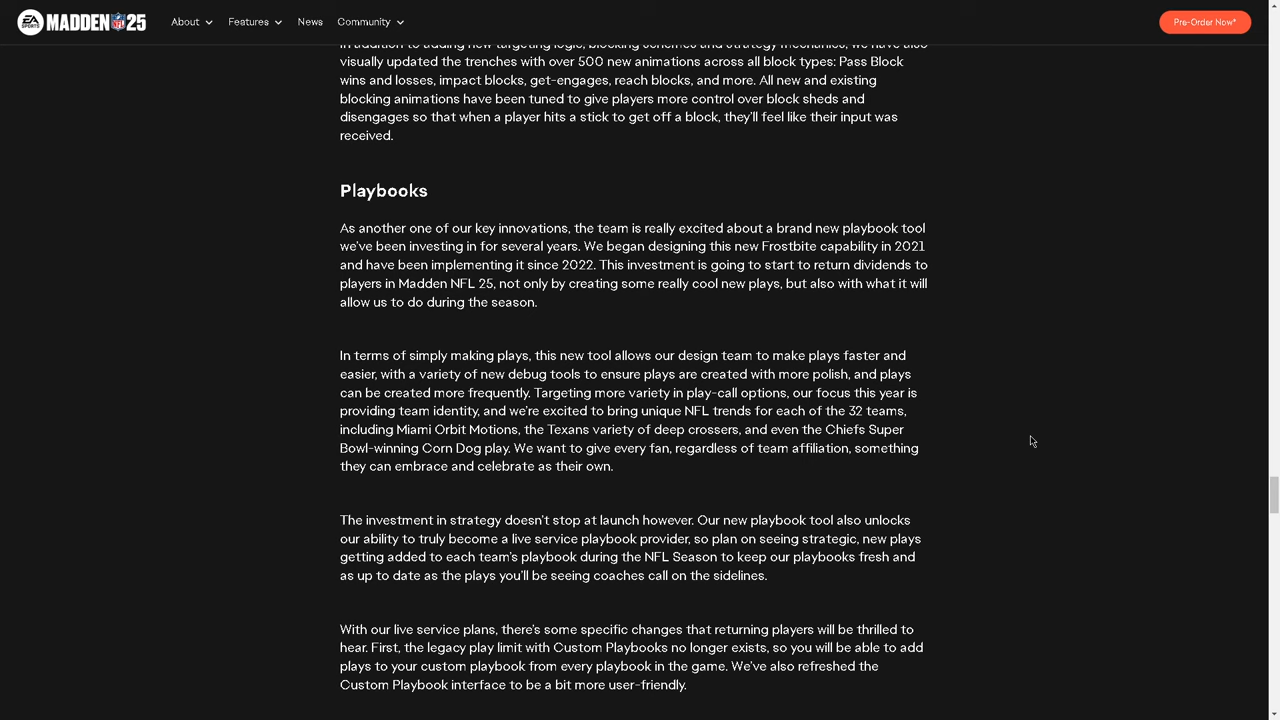 EA SPORTS MADDEN NFL 25 About Features News Community Pre-Order Now*
In addition to adding new targeting logic, blocking schemes and strategy mechanics, we have also
visually updated the trenches with over 500 new animations across all block types: Pass Block
wins and losses, impact blocks, get-engages, reach blocks, and more. All new and existing
blocking animations have been tuned to give players more control over block sheds and
disengages so that when a player hits a stick to get off a block, they'll feel like their input was
received.
Playbooks
As another one of our key innovations, the team is really excited about a brand new playbook tool
we've been investing in for several years. We began designing this new Frostbite capability in 2021
and have been implementing it since 2022. This investment is going to start to return dividends to
players in Madden NFL 25, not only by creating some really cool new plays, but also with what it will
allow us to do during the season.
In terms of simply making plays, this new tool allows our design team to make plays faster and
easier, with a variety of new debug tools to ensure plays are created with more polish, and plays
can be created more frequently. Targeting more variety in play-call options, our focus this year is
providing team identity, and we're excited to bring unique NFL trends for each of the 32 teams,
including Miami Orbit Motions, the Texans variety of deep crossers, and even the Chiefs Super
Bowl-winning Corn Dog play. We want to give every fan, regardless of team affiliation, something
they can embrace and celebrate as their own.
The investment in strategy doesn't stop at launch however. Our new playbook tool also unlocks
our ability to truly become a live service playbook provider, so plan on seeing strategic, new plays
getting added to each team's playbook during the NFL Season to keep our playbooks fresh and
as up to date as the plays you'll be seeing coaches call on the sidelines.
With our live service plans, there's some specific changes that returning players will be thrilled to
hear. First, the legacy play limit with Custom Playbooks no longer exists, so you will be able to add
plays to your custom playbook from every playbook in the game. We've also refreshed the
Custom Playbook interface to be a bit more user-friendly.